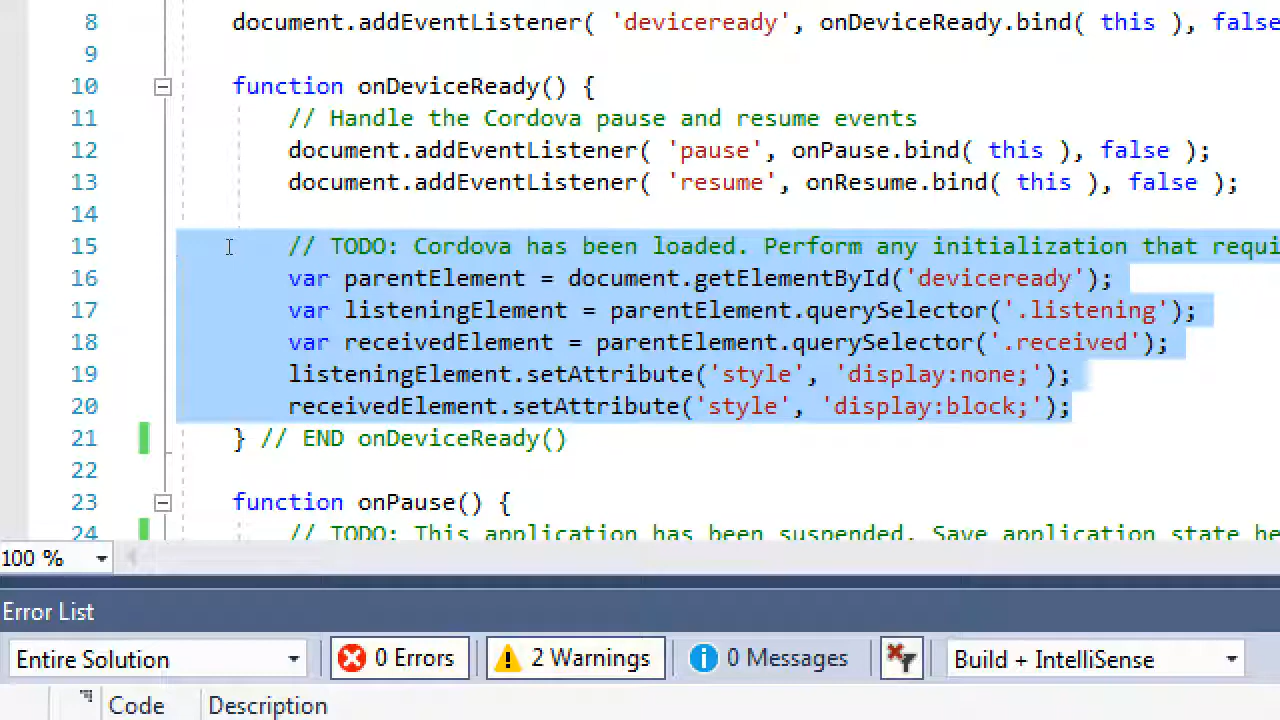 8 document.addEventListener( 'deviceready', onDeviceReady.bind( this ), false
9
10 function onDeviceReady() {
11 // Handle the Cordova pause and resume events
12 document.addEventListener( 'pause', onPause.bind( this ), false );
13 document.addEventListener( 'resume', onResume.bind( this ), false );
14
15 // TODO: Cordova has been loaded. Perform any initialization that requi
16 var parentElement = document.getElementById('deviceready');
17 var listeningElement = parentElement.querySelector('.listening');
18 var receivedElement = parentElement.querySelector('.received');
19 listeningElement.setAttribute('style', 'display:none;');
20 receivedElement.setAttribute('style', 'display:block;');
21 } // END onDeviceReady()
22
23 function onPause() {
24 // TODO: This application has been suspended. Save application state he
100 %
Error List
Entire Solution 0 Errors 2 Warnings 0 Messages Build + IntelliSense
Code Description